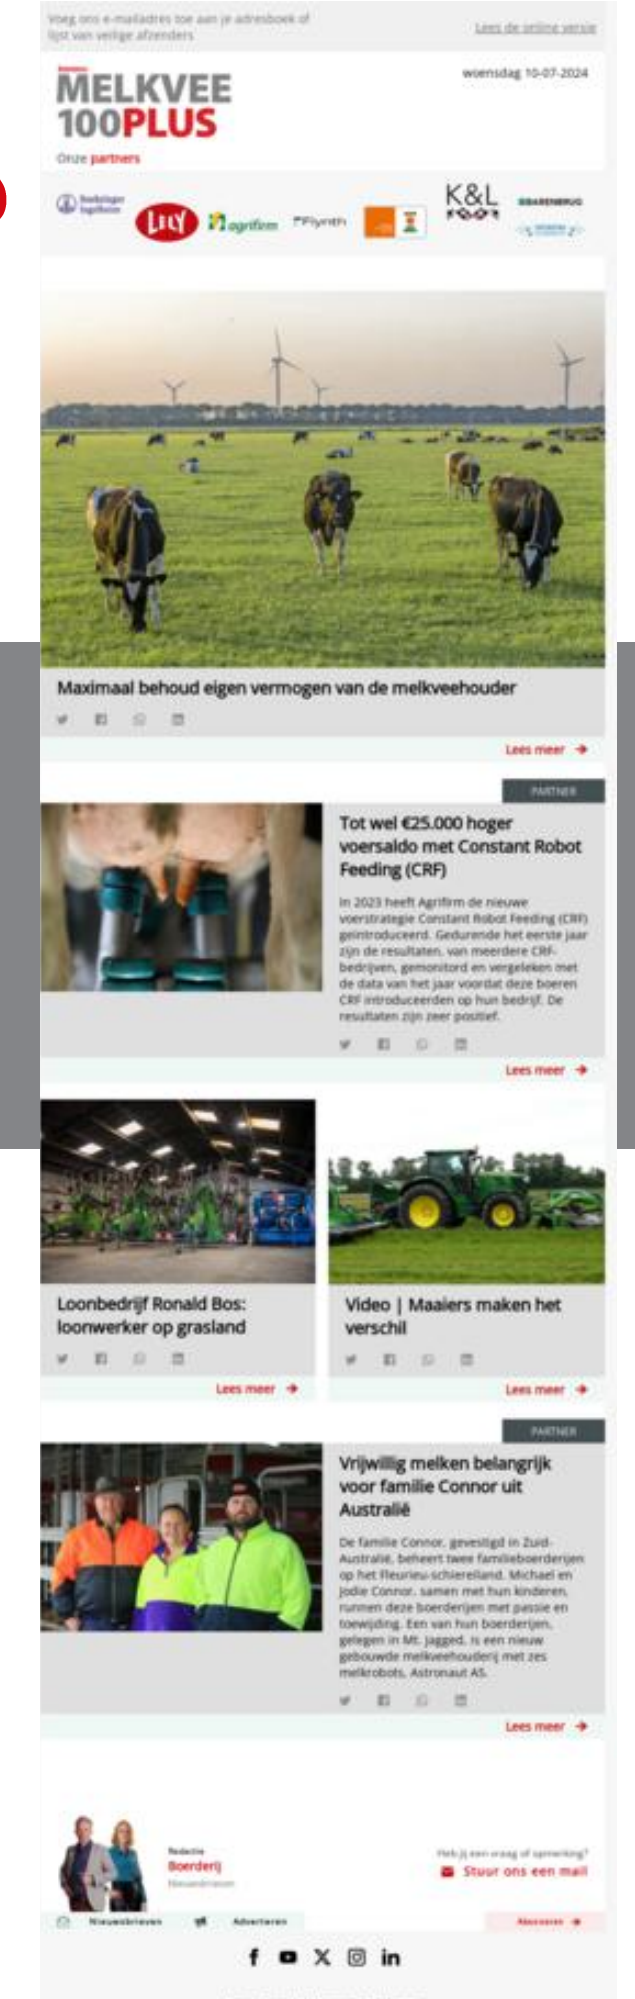 Voeg ons e-mailadres toe aan je adresboek of
lijst van veilige afzenders
Lees de online versie
MELKVEE
100PLUS
woensdag 10-07-2024
Onze partners
Boehringer
Ingelheim
LELY
agrifirm
Flynth
K&L
BARENBRUG
Maximaal behoud eigen vermogen van de melkveehouder
Lees meer
PARTNER
Tot wel €25.000 hoger
voersaldo met Constant Robot
Feeding (CRF)
In 2023 heeft Agrifirm de nieuwe
voerstrategie Constant Robot Feeding (CRF)
geïntroduceerd. Gedurende het eerste jaar
zijn de resultaten, van meerdere CRF-
bedrijven, gemonitord en vergeleken met
de data van het jaar voordat deze boeren
CRF introduceerden op hun bedrijf. De
resultaten zijn zeer positief.
Lees meer
Loonbedrijf Ronald Bos:
loonwerker op grasland
Lees meer
Video | Maaiers maken het
verschil
Lees meer
PARTNER
Vrijwillig melken belangrijk
voor familie Connor uit
Australië
De familie Connor, gevestigd in Zuid-
Australië, beheert twee familieboerderijen
op het Fleurieu-schiereiland. Michael en
Jodie Connor, samen met hun kinderen,
runnen deze boerderijen met passie en
toewijding. Een van hun boerderijen,
gelegen in Mt. Jagged, is een nieuw
gebouwde melkveehouderij met zes
melkrobots, Astronaut A5.
Lees meer
Redactie
Boerderij
Nieuwsbrieven
Heb jij een vraag of opmerking?
Stuur ons een mail
Nieuwsbrieven
Adverteren
Abonneren